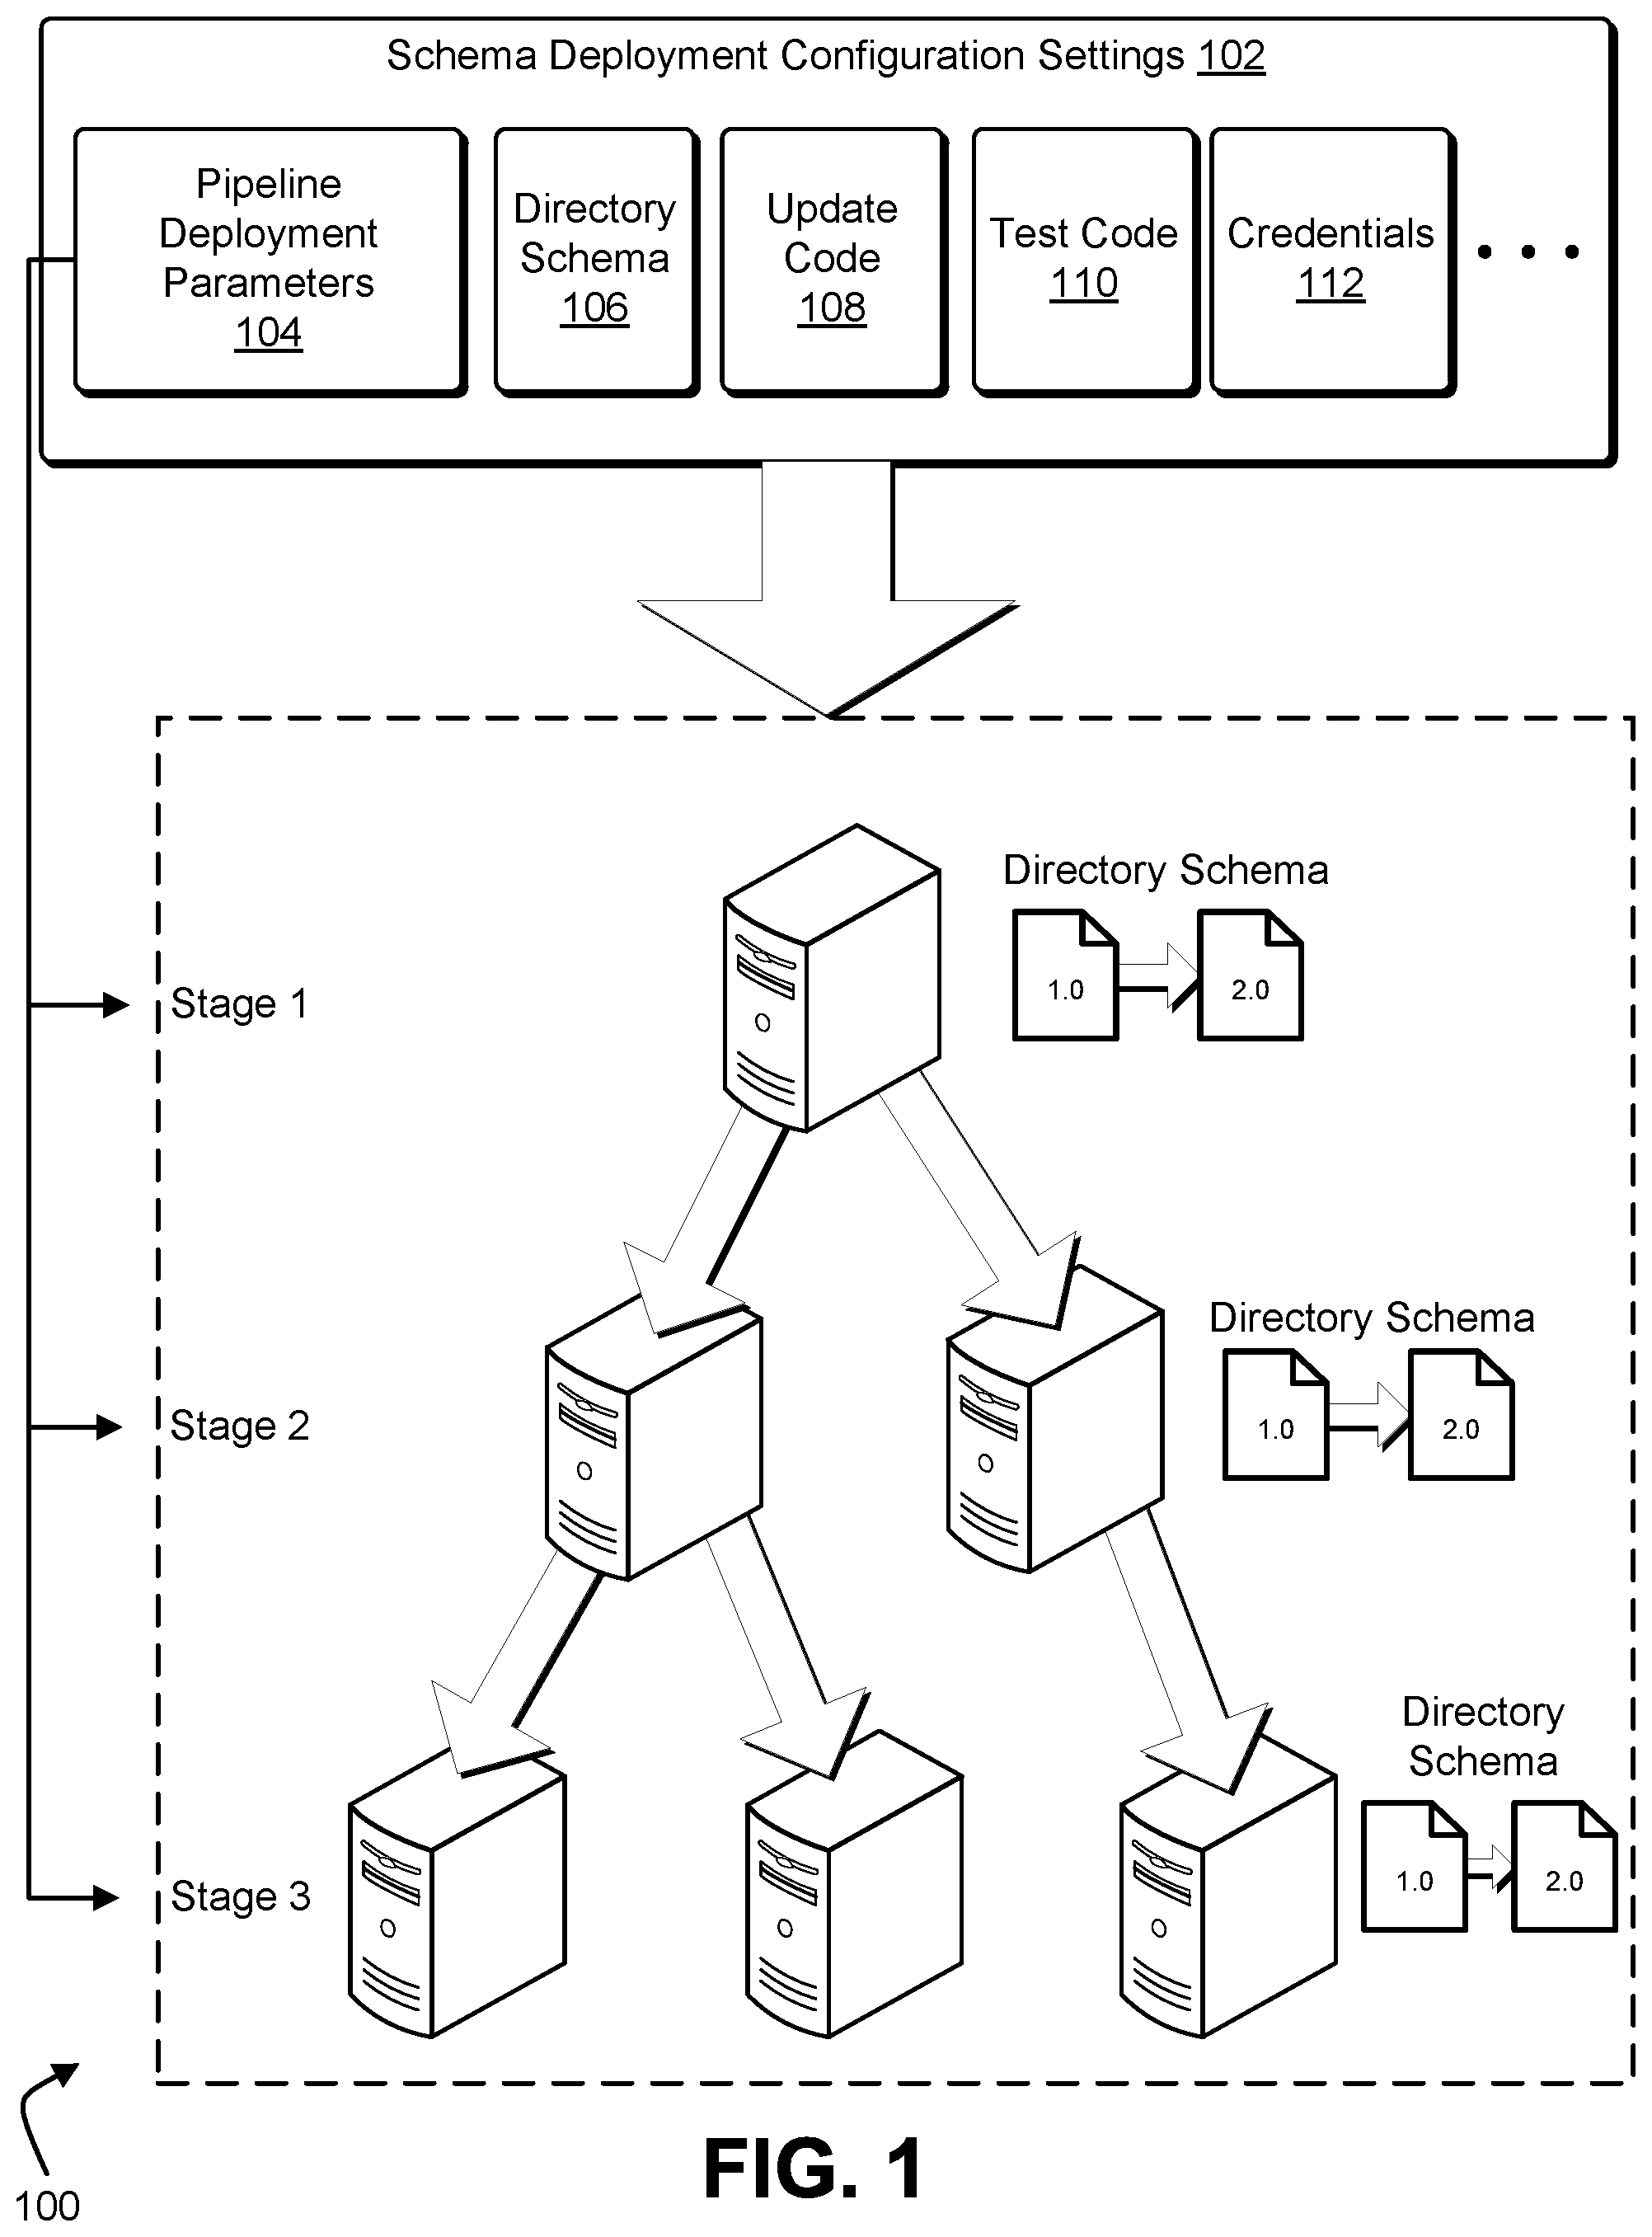 Schema Deployment Configuration Settings 102
Pipeline
Deployment
Parameters
104
Directory
Schema
106
Update
Code
108
Test Code
110
Credentials
112
Directory Schema
1.0
2.0
Stage 1
Directory Schema
1.0
2.0
Stage 2
Directory
Schema
1.0
2.0
Stage 3
100
FIG. 1